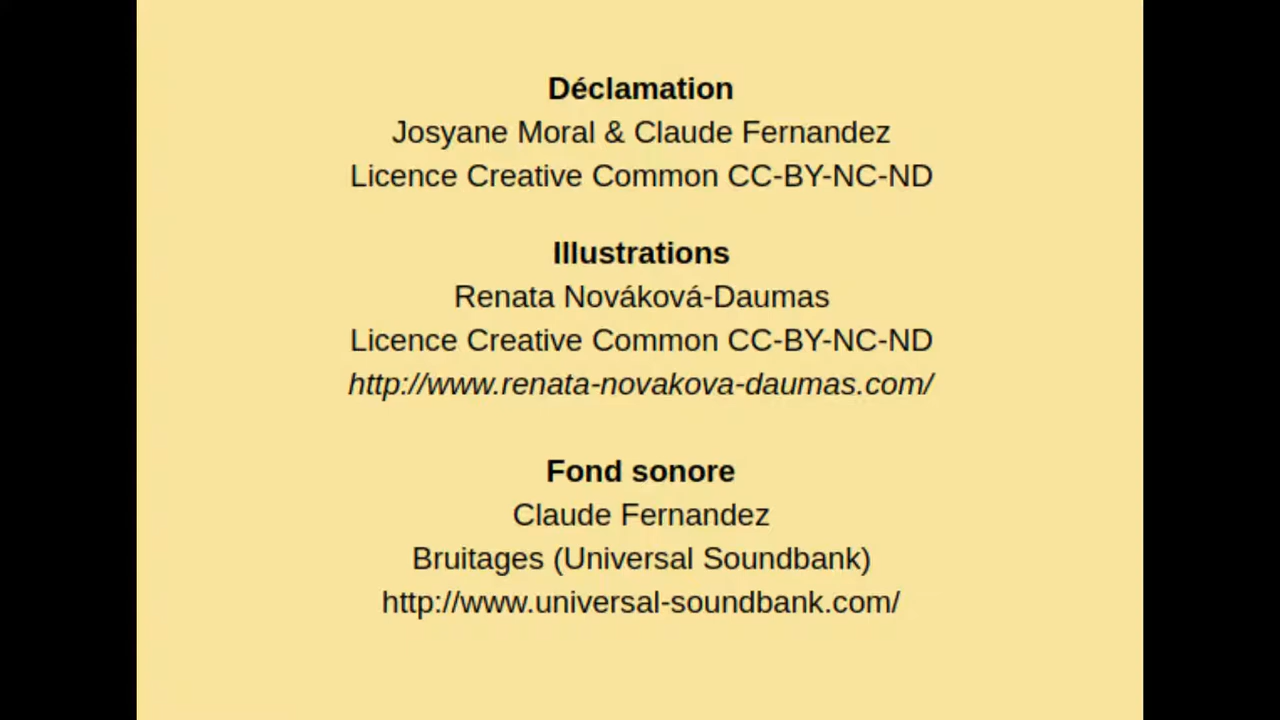 Déclamation
Josyane Moral & Claude Fernandez
Licence Creative Common CC-BY-NC-ND
Illustrations
Renata Nováková-Daumas
Licence Creative Common CC-BY-NC-ND
http://www.renata-novakova-daumas.com/
Fond sonore
Claude Fernandez
Bruitages (Universal Soundbank)
http://www.universal-soundbank.com/